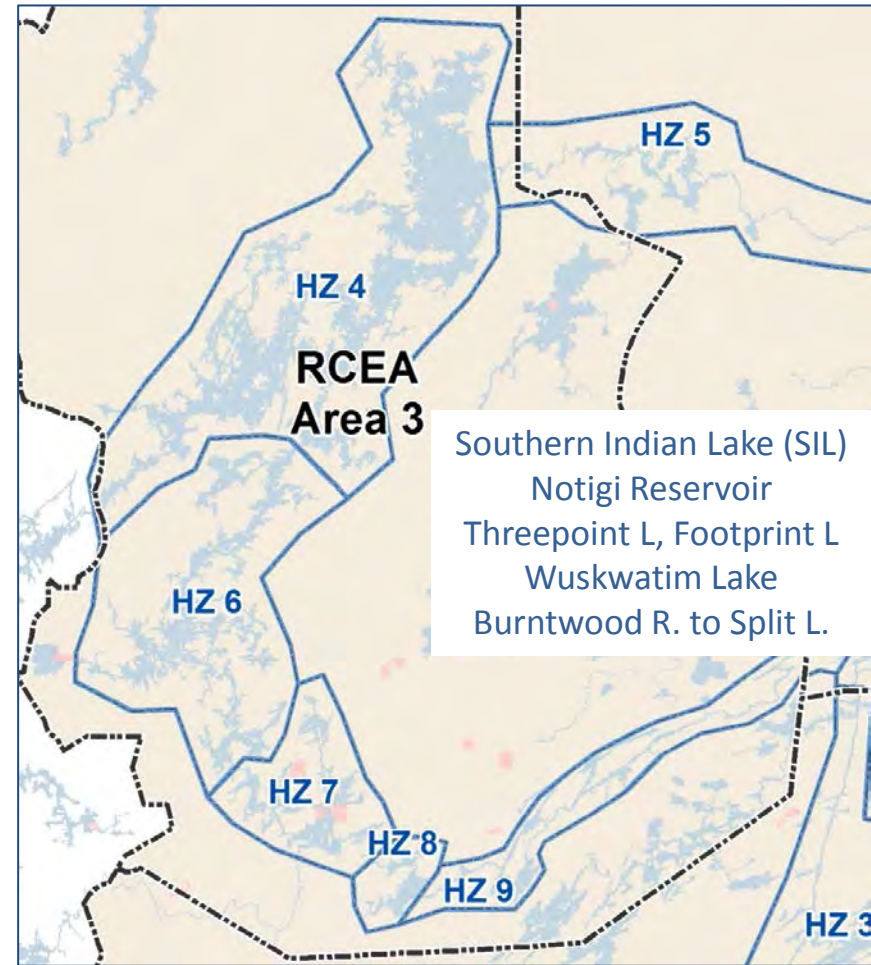 HZ 5
HZ 4
RCEA
Area 3
Southern Indian Lake (SIL)
Notigi Reservoir
Threepoint L, Footprint L
Wuskwatim Lake
Burntwood R. to Split L.
HZ 6
HZ 7
HZ 8
HZ 9
HZ 3